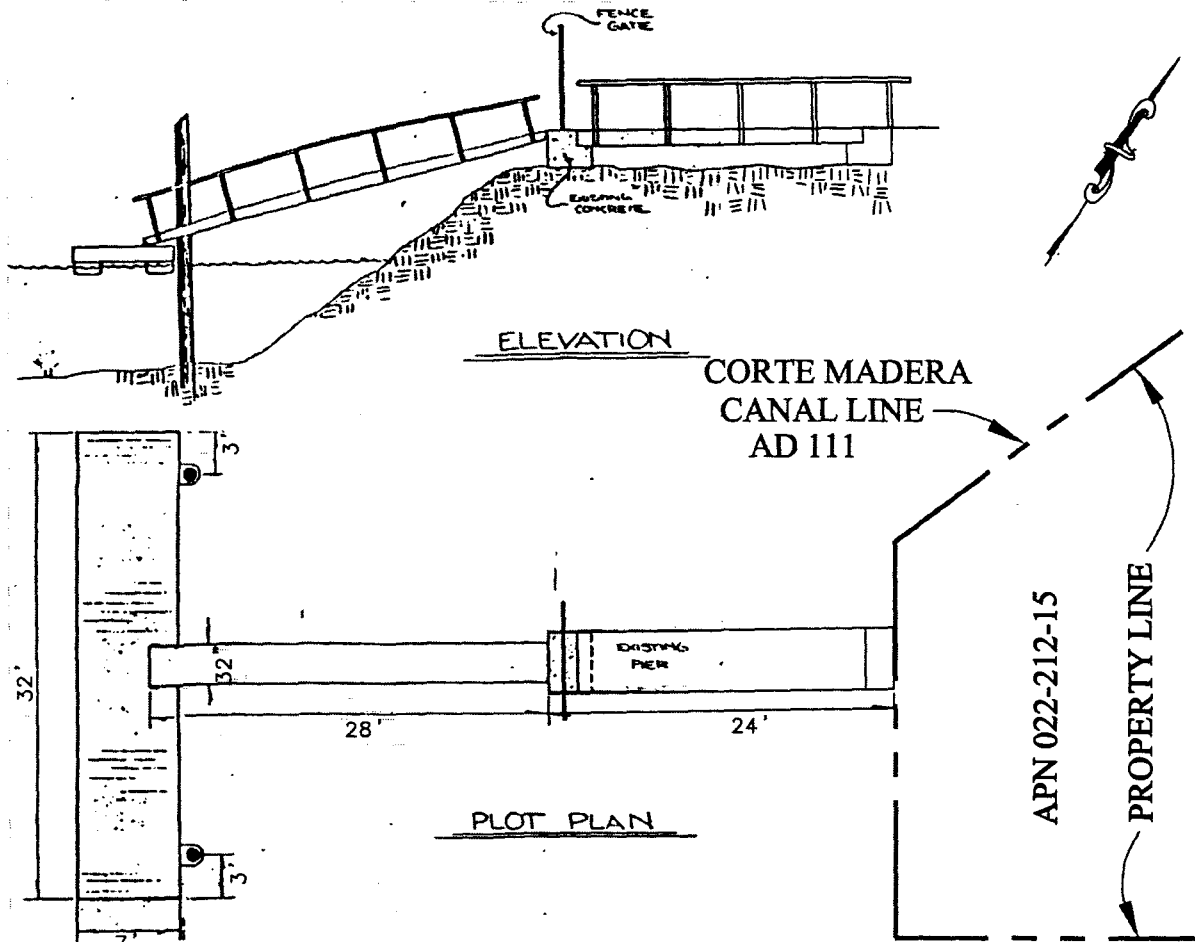 FENCE
GATE
EXISTING
CONCRETE
ELEVATION
CORTE MADERA
CANAL LINE
AD 111
3'
32'
32"
EXISTING
PIER
28'
24'
3'
7'
PLOT PLAN
APN 022-212-15
PROPERTY LINE